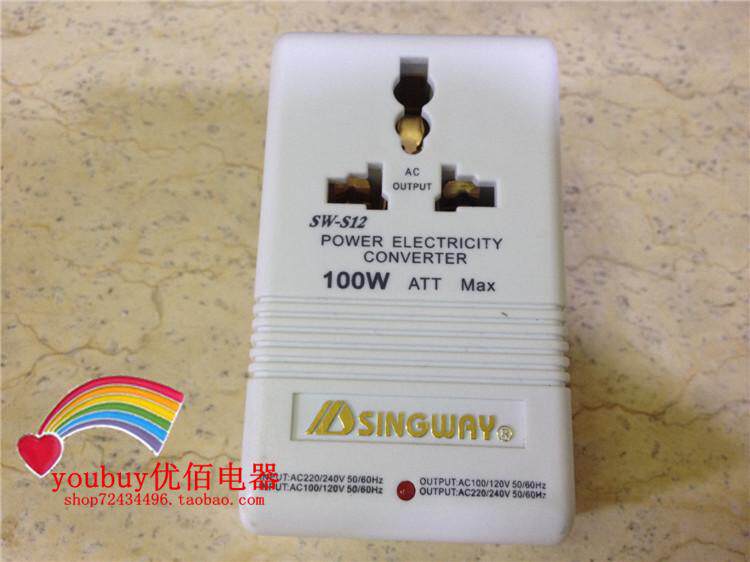 AC
OUTPUT
SW-S12
POWER ELECTRICITY
CONVERTER
100W ATT Max
SINGWAY®
INPUT:AC220/240V 50/60Hz OUTPUT:AC100/120V 50/60Hz
INPUT:AC100/120V 50/60Hz OUTPUT:AC220/240V 50/60Hz
youbuy优佰电器
shop72434496.taobao.com